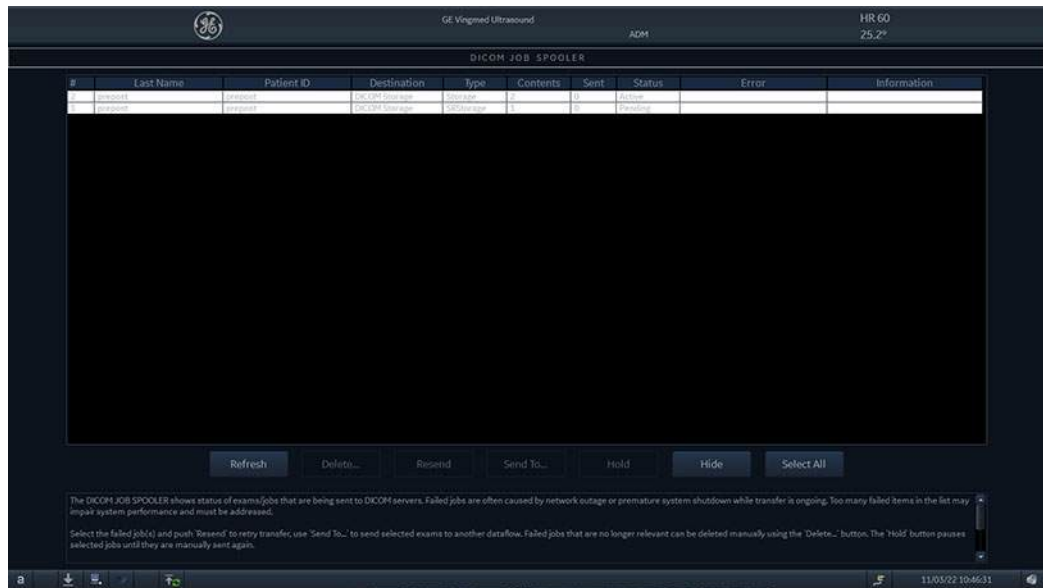 GE Vingmed Ultrasound
ADM
HR 60
25.2°
DICOM JOB SPOOLER
# Last Name Patient ID Destination Type Contents Sent Status Error Information
2 prepost prepost DICOM Storage Storage 2 0 Active
1 prepost prepost DICOM Storage SRStorage 1 0 Pending
Refresh Delete... Resend Send To... Hold Hide Select All
The DICOM JOB SPOOLER shows status of exams/jobs that are being sent to DICOM servers. Failed jobs are often caused by network outage or premature system shutdown while transfer is ongoing. Too many failed items in the list may
impair system performance and must be addressed.
Select the failed job(s) and push 'Resend' to retry transfer, use 'Send To...' to send selected exams to another dataflow. Failed jobs that are no longer relevant can be deleted manually using the 'Delete...' button. The 'Hold' button pauses
selected jobs until they are manually sent again.
a 11/03/22 10:46:31